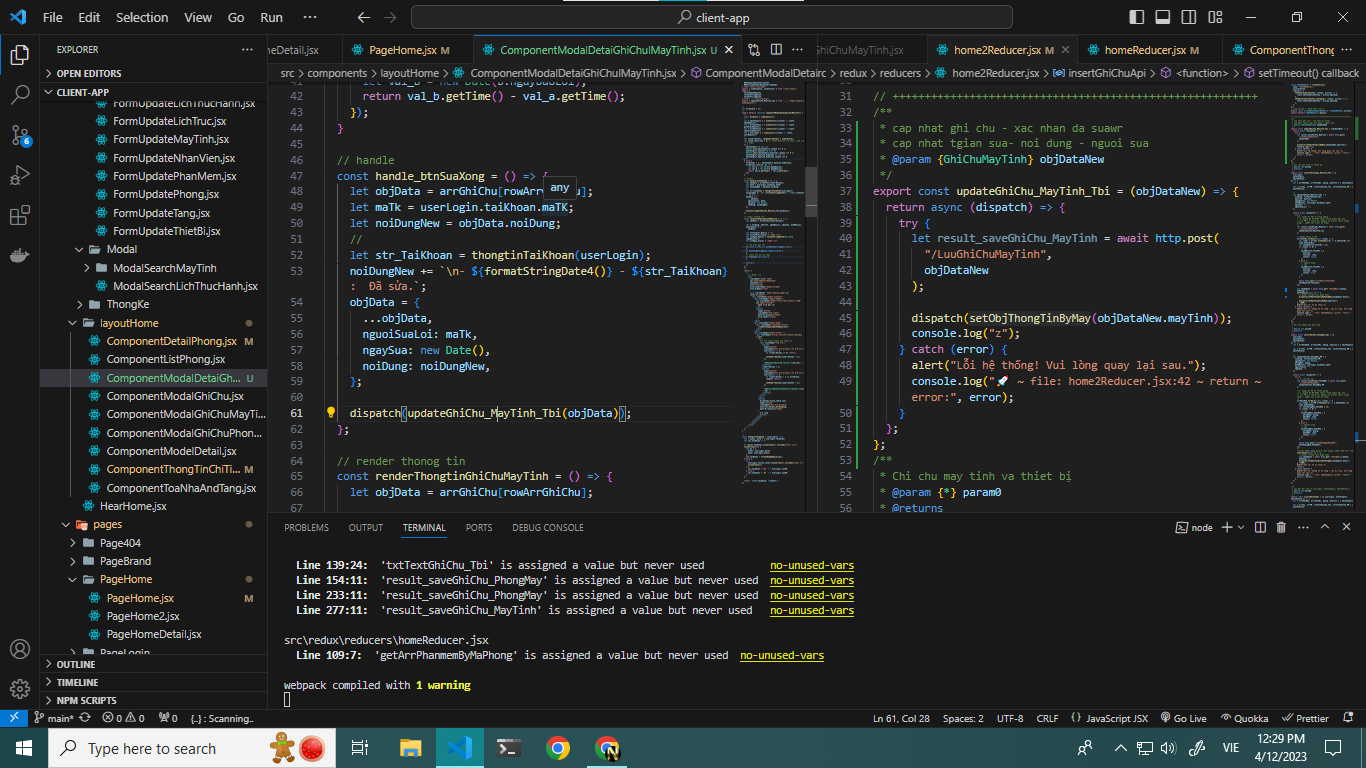 File Edit Selection View Go Run ··· client-app
EXPLORER
OPEN EDITORS
CLIENT-APP
FormUpdateLichThucHanh.jsx
FormUpdateLichTruc.jsx
FormUpdateMayTinh.jsx
FormUpdateNhanVien.jsx
FormUpdatePhanMem.jsx
FormUpdatePhong.jsx
FormUpdateTang.jsx
FormUpdateThietBi.jsx
Modal
ModalSearchMayTinh
ModalSearchLichThucHanh.jsx
ThongKe
layoutHome
ComponentDetailPhong.jsx M
ComponentListPhong.jsx
ComponentModalDetaiGh... U
ComponentModalGhiChu.jsx
ComponentModalGhiChuMayTi...
ComponentModalGhiChuPhon...
ComponentModelDetail.jsx
ComponentThongTinChiTi... M
ComponentToaNhaAndTang.jsx
HearHome.jsx
pages
Page404
PageBrand
PageHome
PageHome.jsx M
PageHome2.jsx
PageHomeDetail.jsx
PageLogin
OUTLINE
TIMELINE
NPM SCRIPTS
meDetail.jsx PageHome.jsx M ComponentModalDetaiGhiChulMayTinh.jsx U
src > components > layoutHome > ComponentModalDetaiGhiChulMayTinh.jsx > ComponentModalDetai
42 return val_b.getTime() - val_a.getTime();
43 });
44 }
45
46 // handle
47 const handle_btnSuaXong = () => {
any
48 let objData = arrGhiChu[rowArrGhiChu];
49 let maTk = userLogin.taiKhoan.maTK;
50 let noiDungNew = objData.noiDung;
51 //
52 let str_TaiKhoan = thongtinTaiKhoan(userLogin);
53 noiDungNew += `\n- ${formatStringDate4()} - ${str_TaiKhoan}
: Đã sửa.`;
54 objData = {
55 ...objData,
56 nguoiSuaLoi: maTk,
57 ngaySua: new Date(),
58 noiDung: noiDungNew,
59 };
60
61 dispatch(updateGhiChu_MayTinh_Tbi(objData));
62 };
63
64 // render thonog tin
65 const renderThongtinGhiChuMayTinh = () => {
66 let objData = arrGhiChu[rowArrGhiChu];
67
GhiChuMayTinh.jsx home2Reducer.jsx M homeReducer.jsx M ComponentThong
rc > redux > reducers > home2Reducer.jsx > insertGhiChuApi > <function> > setTimeout() callback
31 // ++++++++++++++++++++++++++++++++++++++++++++++++++++++++
32 /**
33 * cap nhat ghi chu - xac nhan da suawr
34 * cap nhat tgian sua- noi dung - nguoi sua
35 * @param {GhiChuMayTinh} objDataNew
36 */
37 export const updateGhiChu_MayTinh_Tbi = (objDataNew) => {
38 return async (dispatch) => {
39 try {
40 let result_saveGhiChu_MayTinh = await http.post(
41 "/LuuGhiChuMayTinh",
42 objDataNew
43 );
44
45 dispatch(setObjThongTinByMay(objDataNew.mayTinh));
46 console.log("z");
47 } catch (error) {
48 alert("Lỗi hệ thống! Vui lòng quay lại sau.");
49 console.log("🚀 ~ file: home2Reducer.jsx:42 ~ return ~
error:", error);
50 }
51 };
52 };
53 /**
54 * Chi chu may tinh va thiet bị
55 * @param {*} param0
56 * @returns
PROBLEMS OUTPUT TERMINAL PORTS DEBUG CONSOLE node
Line 139:24: 'txtTextGhiChu_Tbi' is assigned a value but never used no-unused-vars
Line 154:11: 'result_saveGhiChu_PhongMay' is assigned a value but never used no-unused-vars
Line 233:11: 'result_saveGhiChu_PhongMay' is assigned a value but never used no-unused-vars
Line 277:11: 'result_saveGhiChu_MayTinh' is assigned a value but never used no-unused-vars
src\redux\reducers\homeReducer.jsx
Line 109:7: 'getArrPhanmemByMaPhong' is assigned a value but never used no-unused-vars
webpack compiled with 1 warning
main* 0 0 0 {..} : Scanning.. Ln 61, Col 28 Spaces: 2 UTF-8 CRLF JavaScript JSX Go Live Quokka Prettier
Type here to search VIE 12:29 PM
4/12/2023